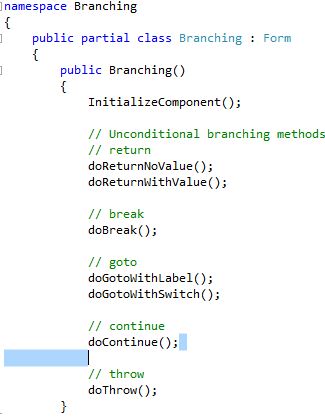 namespace Branching
{
    public partial class Branching : Form
    {
        public Branching()
        {
            InitializeComponent();

            // Unconditional branching methods
            // return
            doReturnNoValue();
            doReturnWithValue();

            // break
            doBreak();

            // goto
            doGotoWithLabel();
            doGotoWithSwitch();

            // continue
            doContinue();

            // throw
            doThrow();
        }